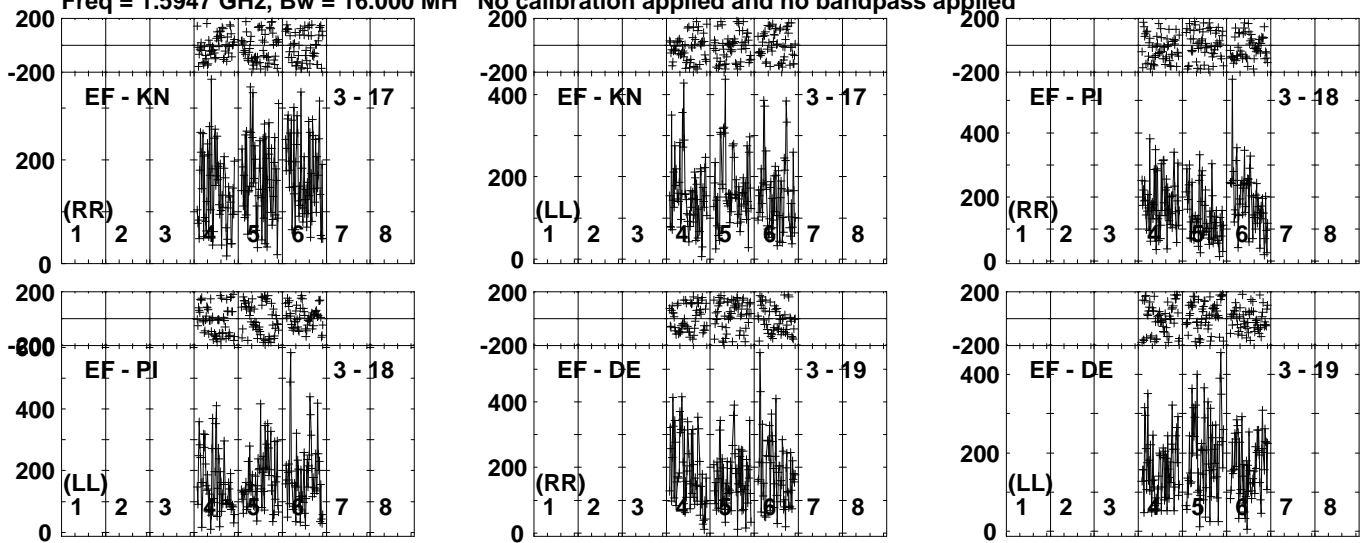 Freq = 1.5947 GHz, Bw = 16.000 MH No calibration applied and no bandpass applied
200
-200
EF - KN 3 - 17
200
(RR)
1 2 3 4 5 6 7 8
0
-200
400
EF - KN 3 - 17
200
(LL)
1 2 3 4 5 6 7 8
0
200
-200
EF - PI 3 - 18
400
200
(RR)
1 2 3 4 5 6 7 8
0
200
-200
600
EF - PI 3 - 18
400
200
(LL)
1 2 3 4 5 6 7 8
0
200
-200
EF - DE 3 - 19
400
200
(RR)
1 2 3 4 5 6 7 8
0
200
-200
400
EF - DE 3 - 19
200
(LL)
1 2 3 4 5 6 7 8
0